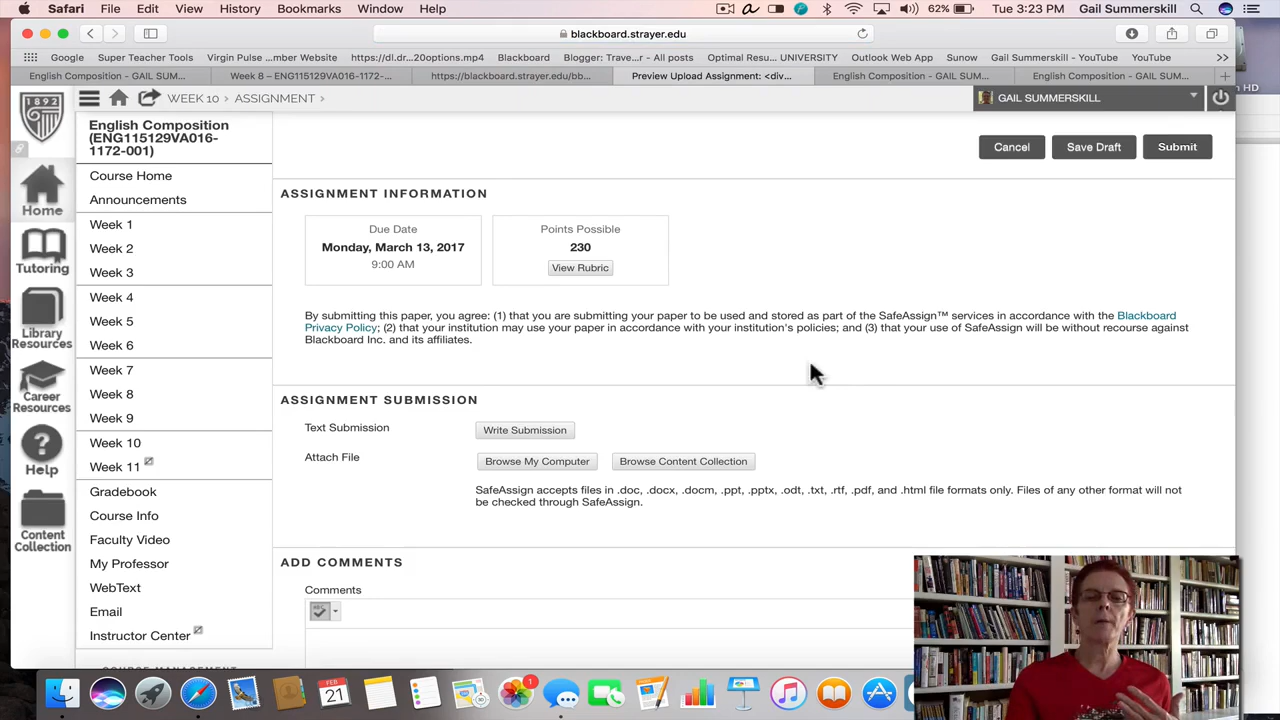 Safari File Edit View History Bookmarks Window Help 62% Tue 3:23 PM Gail Summerskill
blackboard.strayer.edu
Google Super Teacher Tools Virgin Pulse ...mber Website https://dl.dr...20options.mp4 Blackboard Blogger: Trave...r - All posts Optimal Resu...UNIVERSITY Outlook Web App Sunow Gail Summerskill - YouTube YouTube
English Composition - GAIL SUM... Week 8 – ENG115129VA016-1172-... https://blackboard.strayer.edu/bb... Preview Upload Assignment: <div... English Composition - GAIL SUM... English Composition - GAIL SUM...
HD
1892
WEEK 10 > ASSIGNMENT >
GAIL SUMMERSKILL
Home
Tutoring
Library
Resources
Career
Resources
Help
Content
Collection
English Composition
(ENG115129VA016-
1172-001)
Course Home
Announcements
Week 1
Week 2
Week 3
Week 4
Week 5
Week 6
Week 7
Week 8
Week 9
Week 10
Week 11
Gradebook
Course Info
Faculty Video
My Professor
WebText
Email
Instructor Center
COURSE MANAGEMENT
Cancel Save Draft Submit
ASSIGNMENT INFORMATION
Due Date
Monday, March 13, 2017
9:00 AM
Points Possible
230
View Rubric
By submitting this paper, you agree: (1) that you are submitting your paper to be used and stored as part of the SafeAssign™ services in accordance with the Blackboard
Privacy Policy; (2) that your institution may use your paper in accordance with your institution's policies; and (3) that your use of SafeAssign will be without recourse against
Blackboard Inc. and its affiliates.
ASSIGNMENT SUBMISSION
Text Submission Write Submission
Attach File Browse My Computer Browse Content Collection
SafeAssign accepts files in .doc, .docx, .docm, .ppt, .pptx, .odt, .txt, .rtf, .pdf, and .html file formats only. Files of any other format will not
be checked through SafeAssign.
ADD COMMENTS
Comments
FEB
21
1